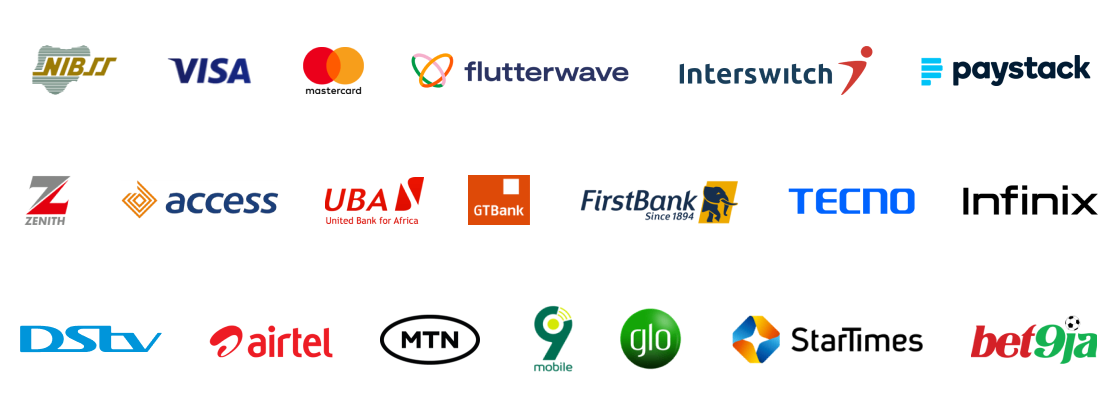 NIBSS
VISA
mastercard
flutterwave
Interswitch
paystack
ZENITH
access
UBA
United Bank for Africa
GTBank
FirstBank
Since 1894
TECNO
Infinix
DStv
airtel
MTN
9
mobile
glo
StarTimes
bet9ja